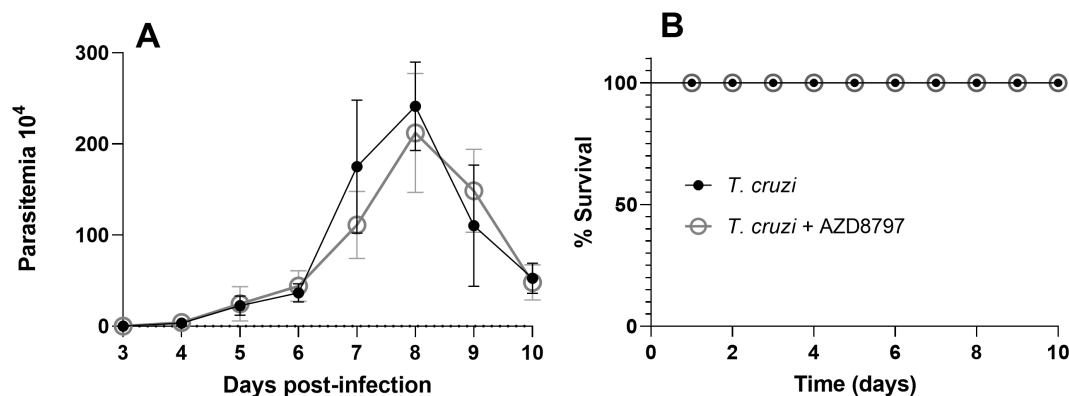 A
300
200
100
0
Parasitemia 10⁴
3 4 5 6 7 8 9 10
Days post-infection
B
100
50
0
% Survival
T. cruzi
T. cruzi + AZD8797
0 2 4 6 8 10
Time (days)